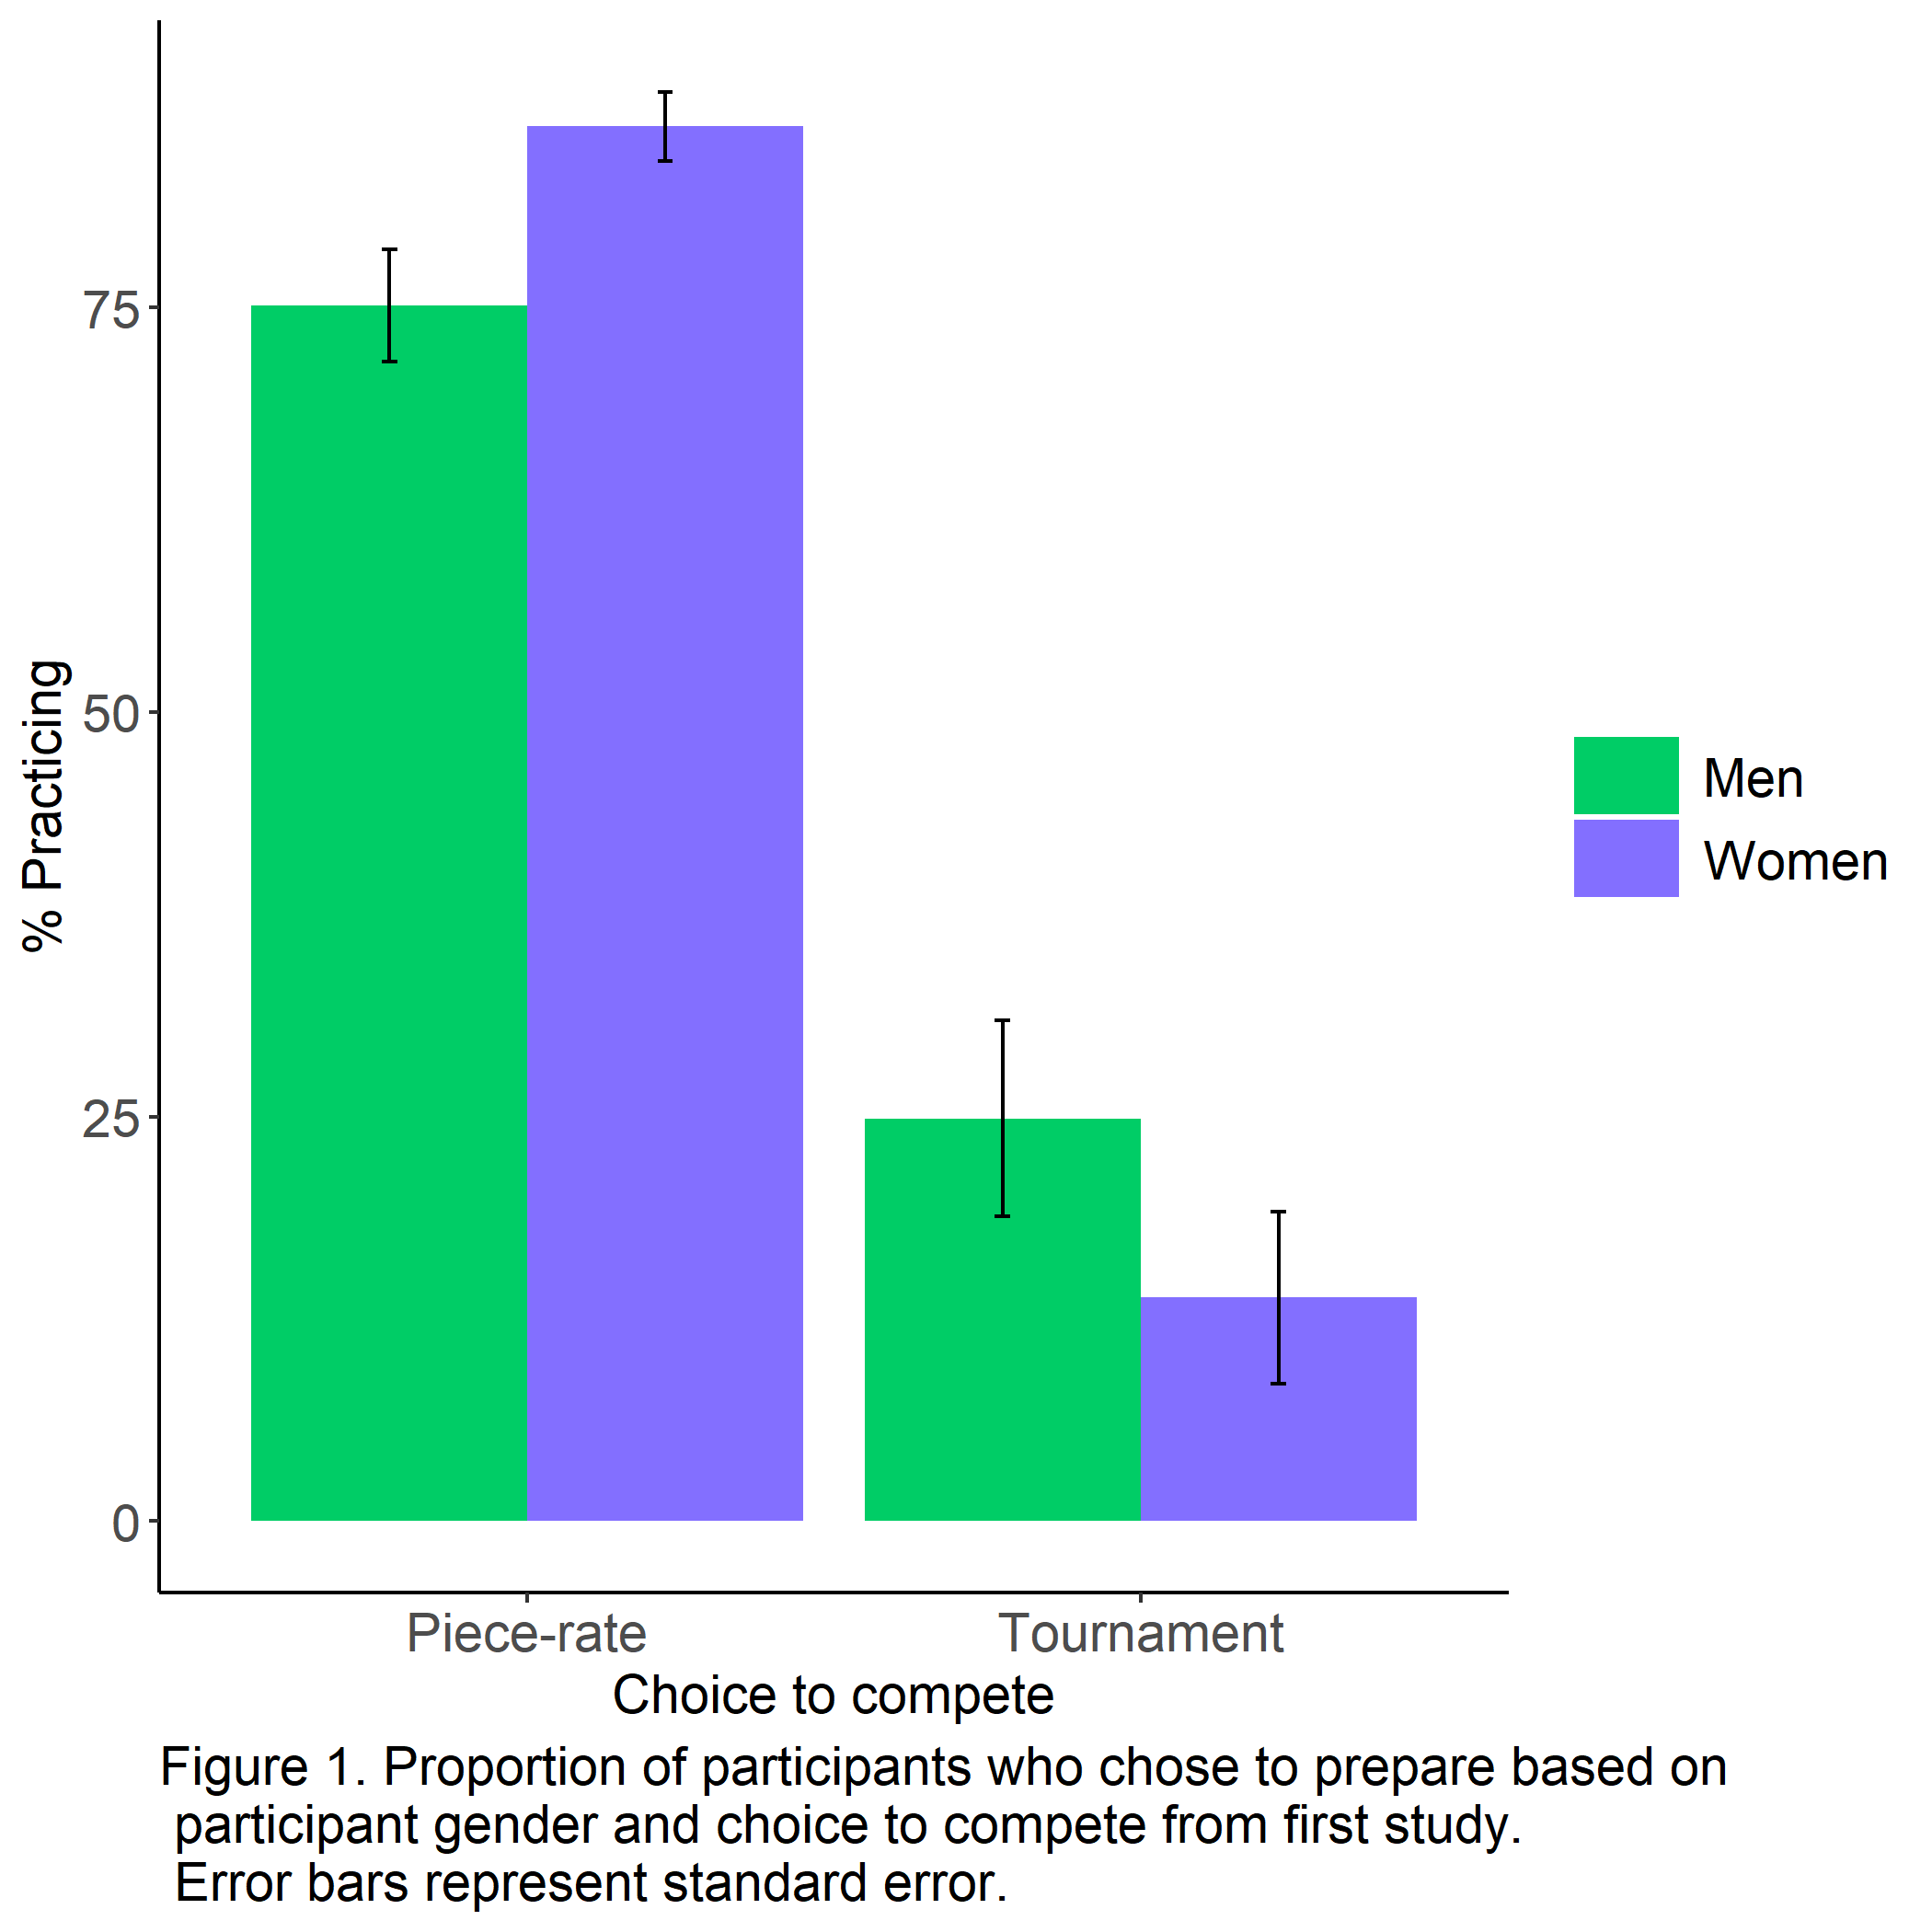 75
50
25
0
% Practicing
Men
Women
Piece-rate Tournament
Choice to compete
Figure 1. Proportion of participants who chose to prepare based on
participant gender and choice to compete from first study.
Error bars represent standard error.